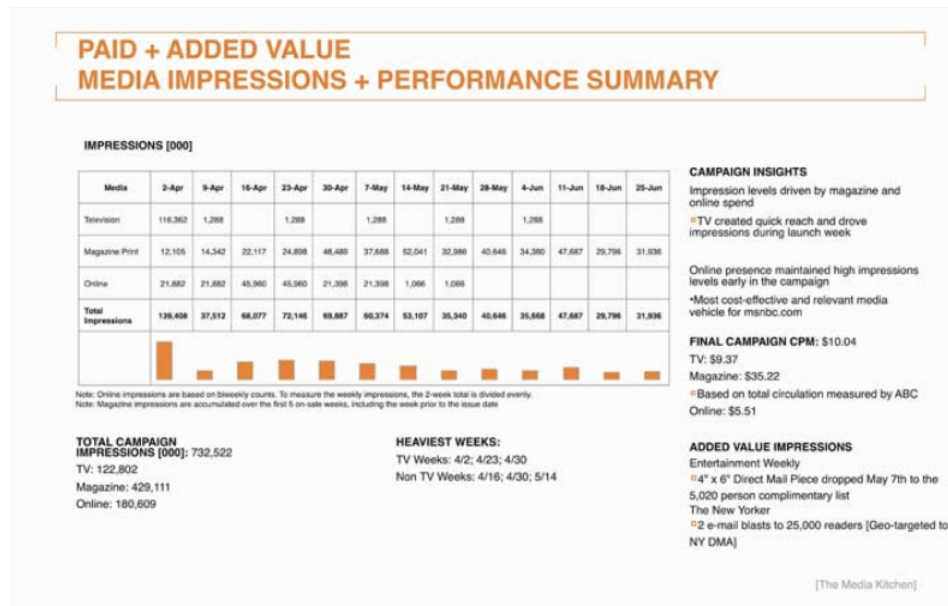 PAID + ADDED VALUE
MEDIA IMPRESSIONS + PERFORMANCE SUMMARY
IMPRESSIONS [000]
Media 2-Apr 9-Apr 16-Apr 23-Apr 30-Apr 7-May 14-May 21-May 28-May 4-Jun 11-Jun 18-Jun 25-Jun
Television 116,362 1,288 1,288 1,288 1,288 1,288
Magazine Print 12,105 14,342 22,117 24,898 48,489 37,688 52,041 32,986 40,646 34,380 47,687 29,796 31,936
Online 21,882 21,882 45,960 45,960 21,398 21,398 1,066 1,066
Total
Impressions 139,408 37,512 68,077 72,146 69,887 60,374 53,107 35,340 40,646 35,668 47,687 29,796 31,936
Note: Online impressions are based on biweekly counts. To measure the weekly impressions, the 2-week total is divided evenly.
Note: Magazine impressions are accumulated over the first 5 on-sale weeks, including the week prior to the issue date
TOTAL CAMPAIGN
IMPRESSIONS [000]: 732,522
TV: 122,802
Magazine: 429,111
Online: 180,609
HEAVIEST WEEKS:
TV Weeks: 4/2; 4/23; 4/30
Non TV Weeks: 4/16; 4/30; 5/14
CAMPAIGN INSIGHTS
Impression levels driven by magazine and
online spend
TV created quick reach and drove
impressions during launch week
Online presence maintained high impressions
levels early in the campaign
•Most cost-effective and relevant media
vehicle for msnbc.com
FINAL CAMPAIGN CPM: $10.04
TV: $9.37
Magazine: $35.22
Based on total circulation measured by ABC
Online: $5.51
ADDED VALUE IMPRESSIONS
Entertainment Weekly
4" x 6" Direct Mail Piece dropped May 7th to the
5,020 person complimentary list
The New Yorker
2 e-mail blasts to 25,000 readers [Geo-targeted to
NY DMA]
[The Media Kitchen]